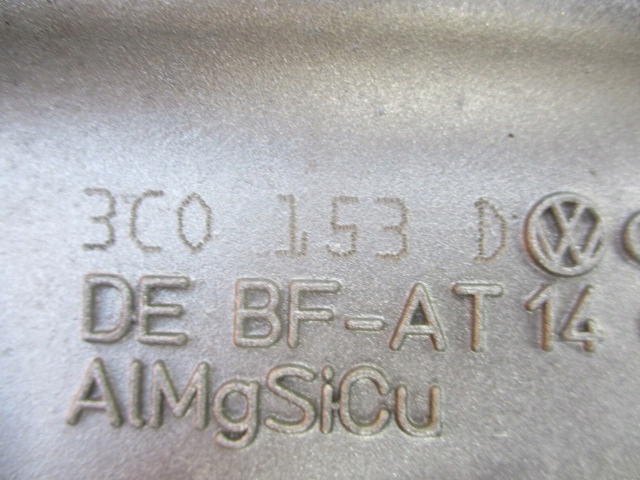 3C0 153 D
DE BF-AT 14
AlMgSiCu